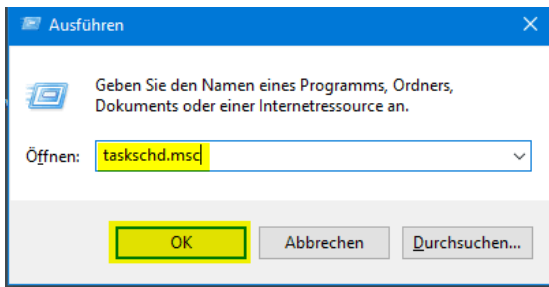 Ausführen
Geben Sie den Namen eines Programms, Ordners,
Dokuments oder einer Internetressource an.
Öffnen: taskschd.msc
OK Abbrechen Durchsuchen...